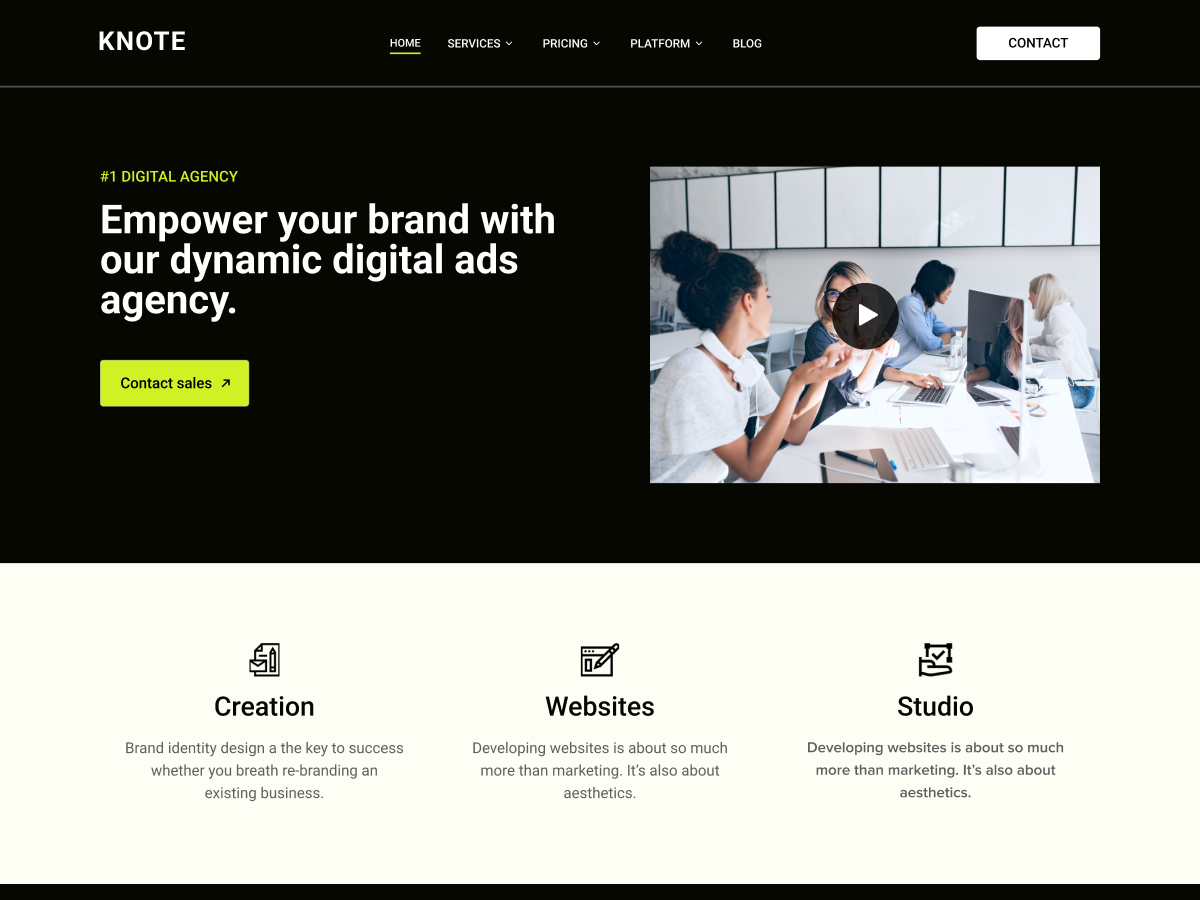 KNOTE
HOME SERVICES PRICING PLATFORM BLOG
CONTACT
#1 DIGITAL AGENCY
Empower your brand with
our dynamic digital ads
agency.
Contact sales
Creation
Brand identity design a the key to success
whether you breath re-branding an
existing business.
Websites
Developing websites is about so much
more than marketing. It’s also about
aesthetics.
Studio
Developing websites is about so much
more than marketing. It’s also about
aesthetics.